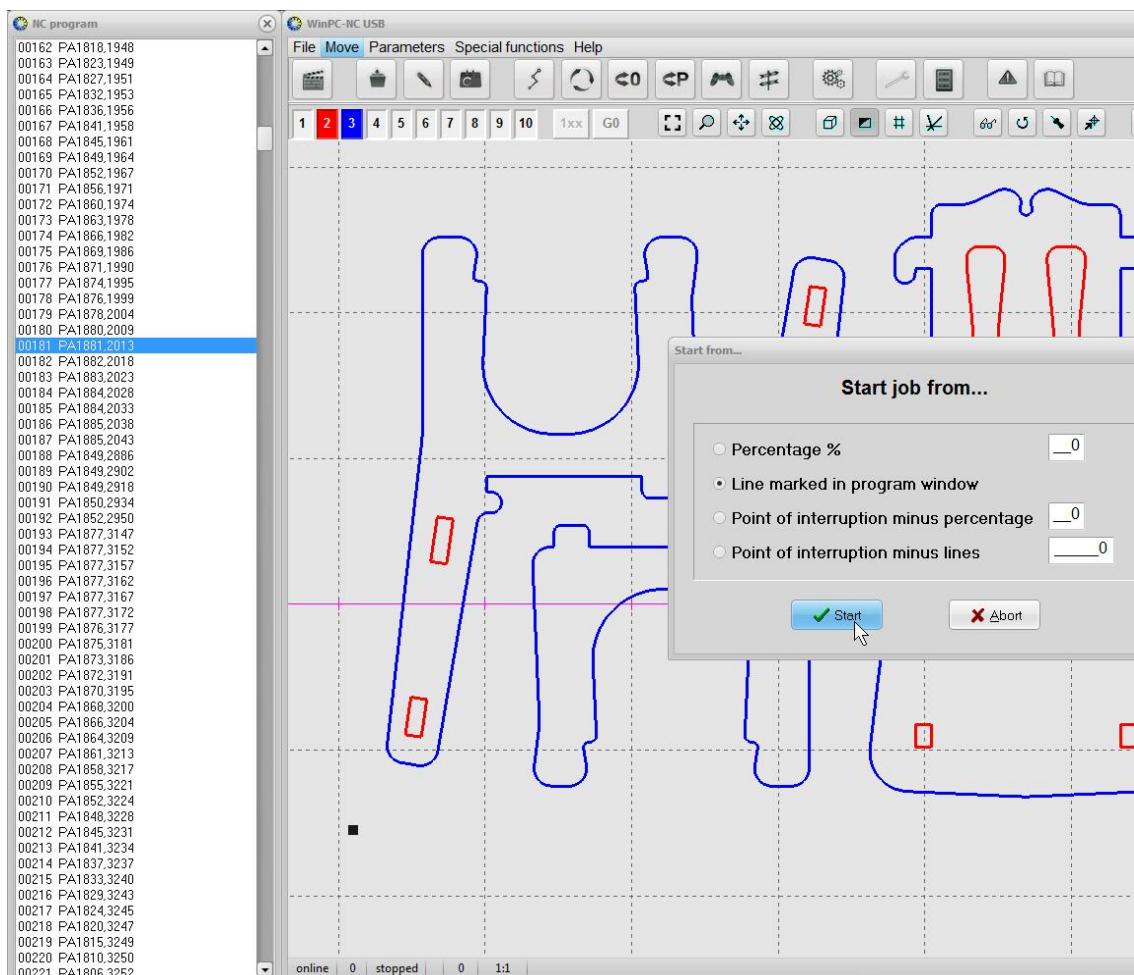 NC program
00162 PA1818,1948
00163 PA1823,1949
00164 PA1827,1951
00165 PA1832,1953
00166 PA1836,1956
00167 PA1841,1958
00168 PA1845,1961
00169 PA1849,1964
00170 PA1852,1967
00171 PA1856,1971
00172 PA1860,1974
00173 PA1863,1978
00174 PA1866,1982
00175 PA1869,1986
00176 PA1871,1990
00177 PA1874,1995
00178 PA1876,1999
00179 PA1878,2004
00180 PA1880,2009
00181 PA1881,2013
00182 PA1882,2018
00183 PA1883,2023
00184 PA1884,2028
00185 PA1884,2033
00186 PA1885,2038
00187 PA1885,2043
00188 PA1849,2886
00189 PA1849,2902
00190 PA1849,2918
00191 PA1850,2934
00192 PA1852,2950
00193 PA1877,3147
00194 PA1877,3152
00195 PA1877,3157
00196 PA1877,3162
00197 PA1877,3167
00198 PA1877,3172
00199 PA1876,3177
00200 PA1875,3181
00201 PA1873,3186
00202 PA1872,3191
00203 PA1870,3195
00204 PA1868,3200
00205 PA1866,3204
00206 PA1864,3209
00207 PA1861,3213
00208 PA1858,3217
00209 PA1855,3221
00210 PA1852,3224
00211 PA1848,3228
00212 PA1845,3231
00213 PA1841,3234
00214 PA1837,3237
00215 PA1833,3240
00216 PA1829,3243
00217 PA1824,3245
00218 PA1820,3247
00219 PA1815,3249
00220 PA1810,3250
00221 PA1806,3252
WinPC-NC USB
File Move Parameters Special functions Help
0 P
1 2 3 4 5 6 7 8 9 10 1xx G0
Start from...
Start job from...
Percentage % __0
Line marked in program window
Point of interruption minus percentage __0
Point of interruption minus lines _____0
Start Abort
online 0 stopped 0 1:1